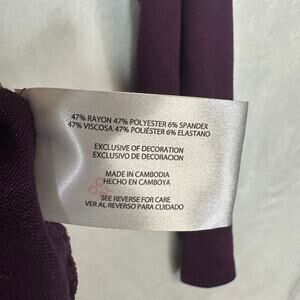 47% RAYON 47% POLYESTER 6% SPANDEX
47% VISCOSA 47% POLIÉSTER 6% ELASTANO
EXCLUSIVE OF DECORATION
EXCLUSIVO DE DECORACIÓN
MADE IN CAMBODIA
HECHO EN CAMBOYA
SEE REVERSE FOR CARE
VER AL REVERSO PARA CUIDADO